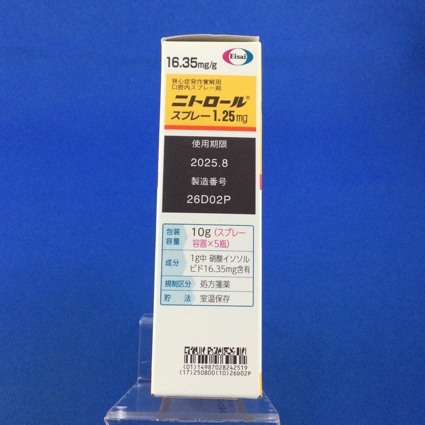 16.35mg/g
Eisai
狭心症発作寛解用
口腔内スプレー剤
ニトロール®
スプレー1.25mg
使用期限
2025.8
製造番号
26D02P
包装容量 10g(スプレー容器×5瓶)
成分 1g中 硝酸イソソルビド16.35mg含有
規制区分 処方箋薬
貯法 室温保存
(01)14987028242519
(17)250800(10)26D02P